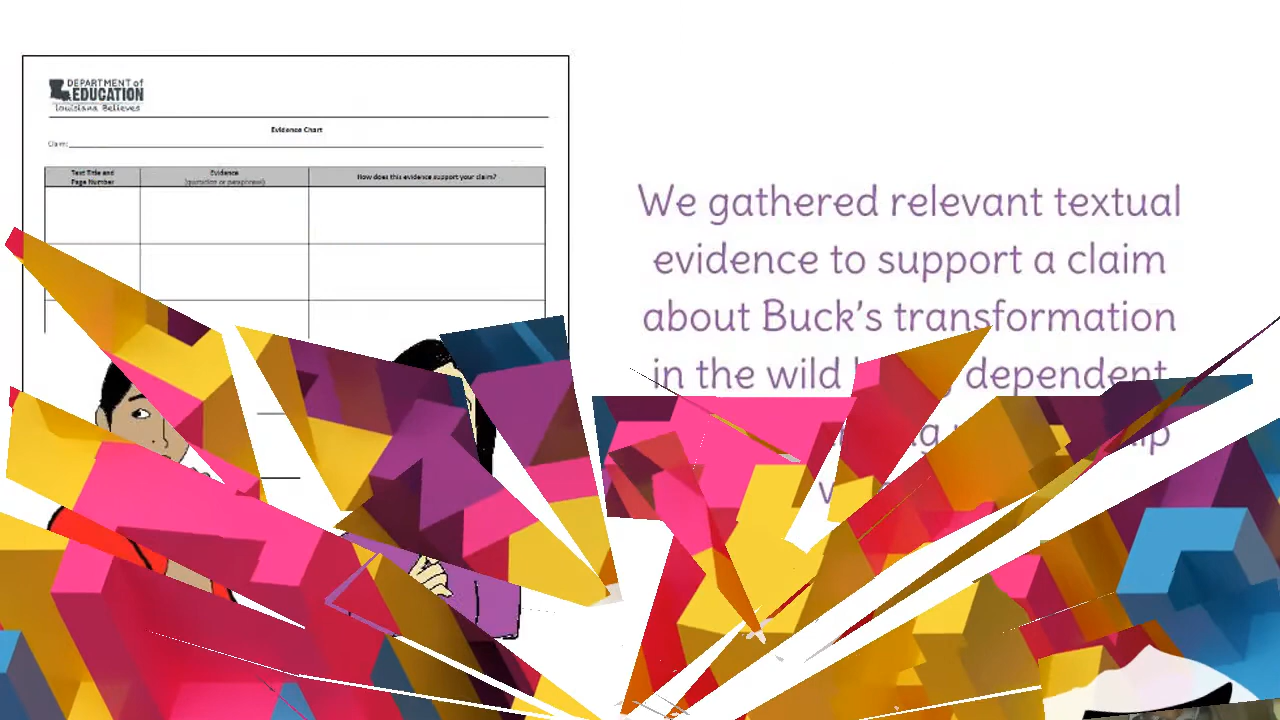 DEPARTMENT of
EDUCATION
Louisiana Believes
Evidence Chart
Claim:
Text Title and
Page Number
Evidence
(quotation or paraphrase)
How does this evidence support your claim?
We gathered relevant textual
evidence to support a claim
about Buck's transformation
in the wild
dependent